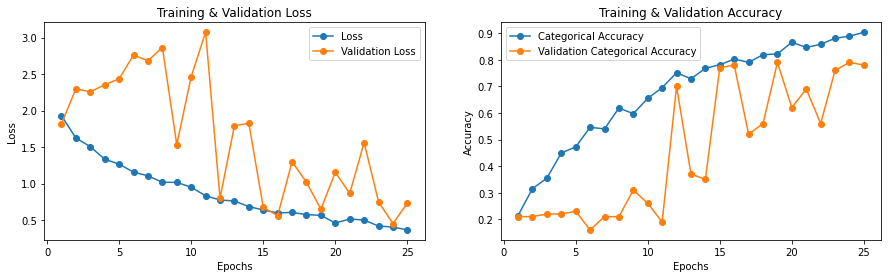 Training & Validation Loss
Loss
Validation Loss
3.0
2.5
2.0
1.5
1.0
0.5
Loss
0 5 10 15 20 25
Epochs
Training & Validation Accuracy
Categorical Accuracy
Validation Categorical Accuracy
0.9
0.8
0.7
0.6
0.5
0.4
0.3
0.2
Accuracy
0 5 10 15 20 25
Epochs